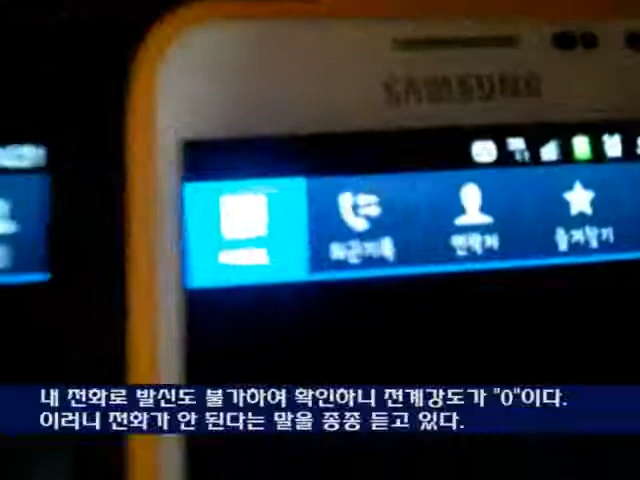 SAMSUNG
최근기록
연락처
즐겨찾기
내 전화로 발신도 불가하여 확인하니 전계강도가 "0"이다.
이러니 전화가 안 된다는 말을 종종 듣고 있다.